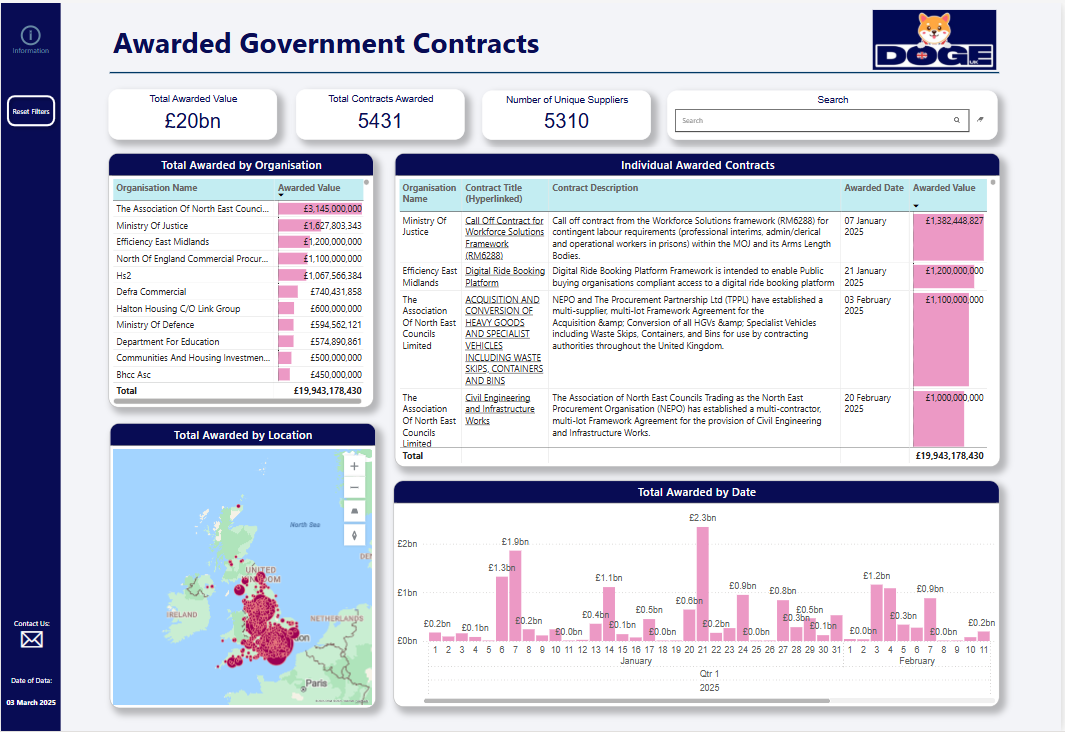 Information
Reset Filters
Contact Us:
Date of Data:
03 March 2025
Awarded Government Contracts
DOGE
UK
Total Awarded Value
£20bn
Total Contracts Awarded
5431
Number of Unique Suppliers
5310
Search
Search
Total Awarded by Organisation
Organisation Name Awarded Value
The Association Of North East Counci... £3,145,000,000
Ministry Of Justice £1,627,803,343
Efficiency East Midlands £1,200,000,000
North Of England Commercial Procur... £1,100,000,000
Hs2 £1,067,566,384
Defra Commercial £740,431,858
Halton Housing C/O Link Group £600,000,000
Ministry Of Defence £594,562,121
Department For Education £574,890,861
Communities And Housing Investmen... £500,000,000
Bhcc Asc £450,000,000
Total £19,943,178,430
Individual Awarded Contracts
Organisation Name
Contract Title (Hyperlinked)
Contract Description
Awarded Date
Awarded Value
Ministry Of
Justice
Call Off Contract for
Workforce Solutions
Framework
(RM6288)
Call off contract from the Workforce Solutions framework (RM6288) for
contingent labour requirements (professional interims, admin/clerical
and operational workers in prisons) within the MOJ and its Arms Length
Bodies.
07 January
2025
£1,382,448,827
Efficiency East
Midlands
Digital Ride Booking
Platform
Digital Ride Booking Platform Framework is intended to enable Public
buying organisations compliant access to a digital ride booking platform
21 January
2025
£1,200,000,000
The
Association
Of North East
Councils
Limited
ACQUISITION AND
CONVERSION OF
HEAVY GOODS
AND SPECIALIST
VEHICLES
INCLUDING WASTE
SKIPS, CONTAINERS
AND BINS
NEPO and The Procurement Partnership Ltd (TPPL) have established a
multi-supplier, multi-lot Framework Agreement for the
Acquisition &amp; Conversion of all HGVs &amp; Specialist Vehicles
including Waste Skips, Containers, and Bins for use by contracting
authorities throughout the United Kingdom.
03 February
2025
£1,100,000,000
The
Association
Of North East
Councils
Limited
Civil Engineering
and Infrastructure
Works
The Association of North East Councils Trading as the North East
Procurement Organisation (NEPO) has established a multi-contractor,
multi-lot Framework Agreement for the provision of Civil Engineering
and Infrastructure Works.
20 February
2025
£1,000,000,000
Total £19,943,178,430
Total Awarded by Location
North Sea
UNITED
KINGDOM
IRELAND
NETHERLANDS
DEN
don
Paris
Total Awarded by Date
£2bn
£1bn
£0bn
£0.2bn £0.1bn £1.3bn £1.9bn £0.2bn £0.0bn £0.4bn £1.1bn £0.1bn £0.5bn £0.0bn £0.6bn £2.3bn £0.2bn £0.9bn £0.0bn £0.8bn £0.3bn £0.5bn £0.1bn £0.0bn £1.2bn £0.3bn £0.9bn £0.0bn £0.2bn
1 2 3 4 5 6 7 8 9 10 11 12 13 14 15 16 17 18 19 20 21 22 23 24 25 26 27 28 29 30 31 1 2 3 4 5 6 7 8 9 10 11
January February
Qtr 1
2025